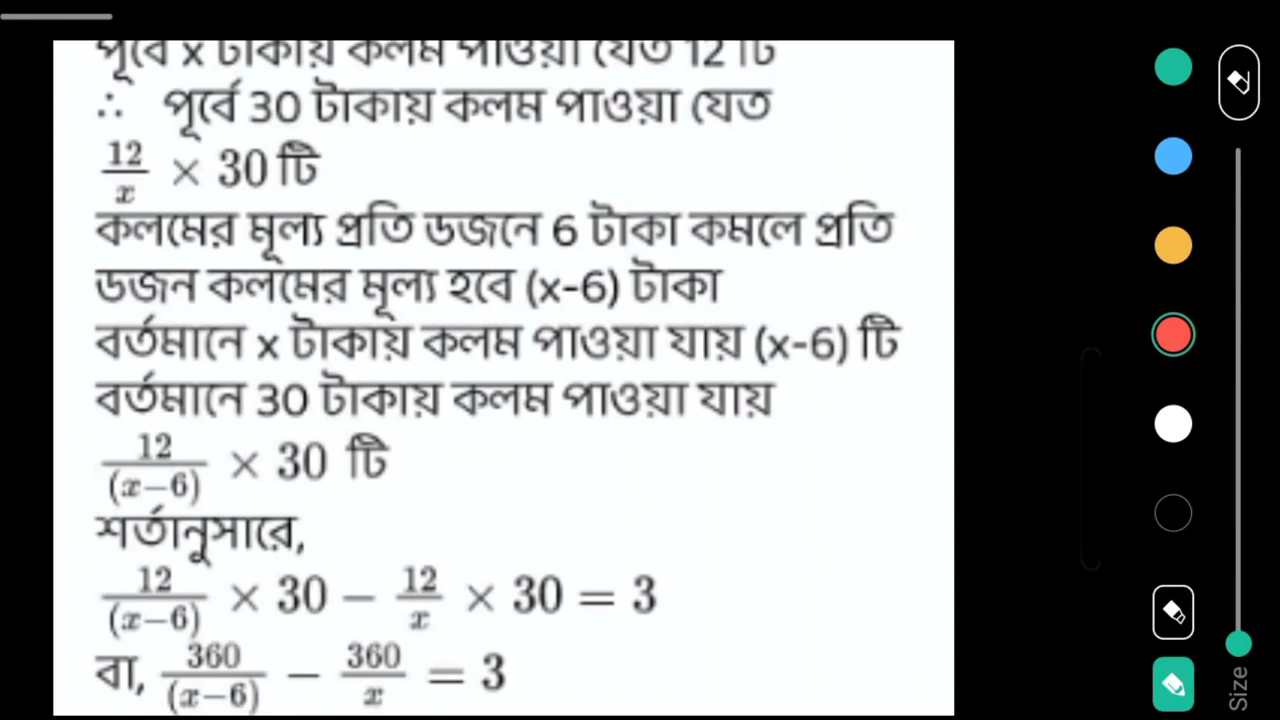 পূর্বে x টাকায় কলম পাওয়া যেত 12 টি
∴ পূর্বে 30 টাকায় কলম পাওয়া যেত
12/x × 30 টি
কলমের মূল্য প্রতি ডজনে 6 টাকা কমলে প্রতি
ডজন কলমের মূল্য হবে (x-6) টাকা
বর্তমানে x টাকায় কলম পাওয়া যায় (x-6) টি
বর্তমানে 30 টাকায় কলম পাওয়া যায়
12/(x−6) × 30 টি
শর্তানুসারে,
12/(x−6) × 30 − 12/x × 30 = 3
বা, 360/(x−6) − 360/x = 3
Size